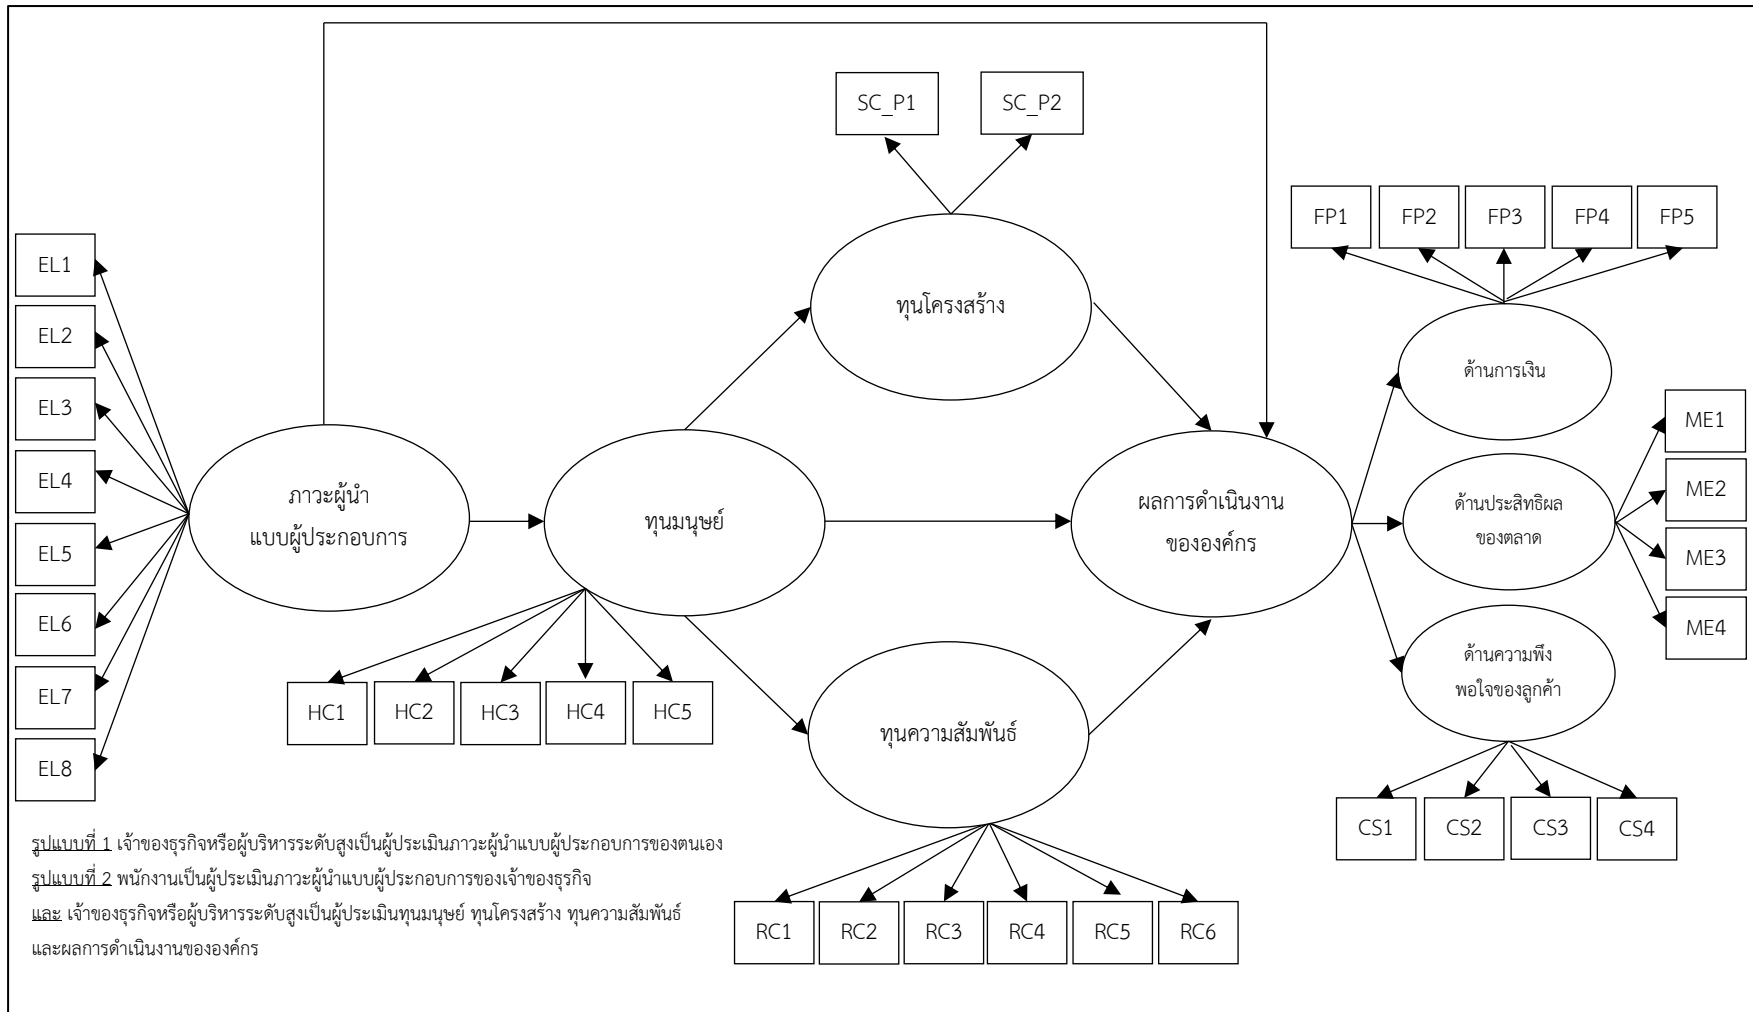 SC_P1
SC_P2
FP1
FP2
FP3
FP4
FP5
EL1
EL2
EL3
EL4
EL5
EL6
EL7
EL8
ทุนโครงสร้าง
ด้านการเงิน
ME1
ME2
ME3
ME4
ภาวะผู้นำ
แบบผู้ประกอบการ
ทุนมนุษย์
ผลการดำเนินงาน
ขององค์กร
ด้านประสิทธิผล
ของตลาด
ด้านความพึง
พอใจของลูกค้า
HC1
HC2
HC3
HC4
HC5
ทุนความสัมพันธ์
CS1
CS2
CS3
CS4
RC1
RC2
RC3
RC4
RC5
RC6
รูปแบบที่ 1 เจ้าของธุรกิจหรือผู้บริหารระดับสูงเป็นผู้ประเมินภาวะผู้นำแบบผู้ประกอบการของตนเอง
รูปแบบที่ 2 พนักงานเป็นผู้ประเมินภาวะผู้นำแบบผู้ประกอบการของเจ้าของธุรกิจ
และ เจ้าของธุรกิจหรือผู้บริหารระดับสูงเป็นผู้ประเมินทุนมนุษย์ ทุนโครงสร้าง ทุนความสัมพันธ์
และผลการดำเนินงานขององค์กร